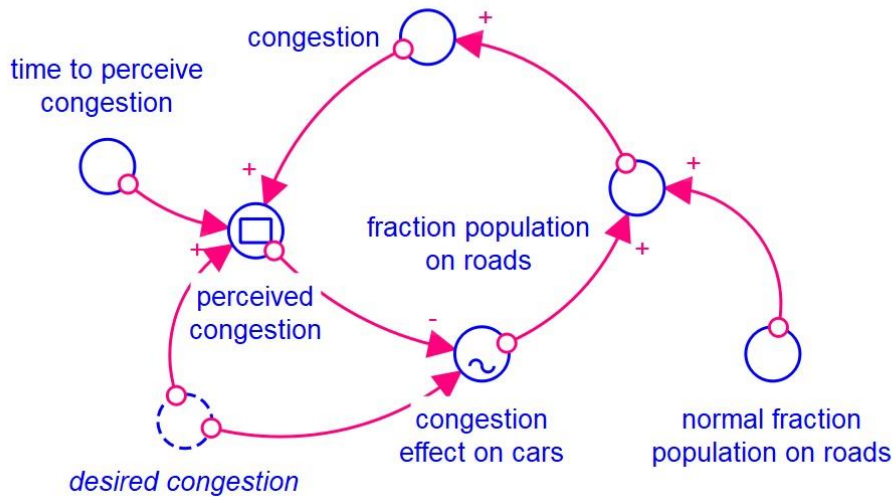 congestion
time to perceive
congestion
+
+
+
fraction population
on roads
+
+
perceived
congestion
-
congestion
effect on cars
normal fraction
population on roads
desired congestion